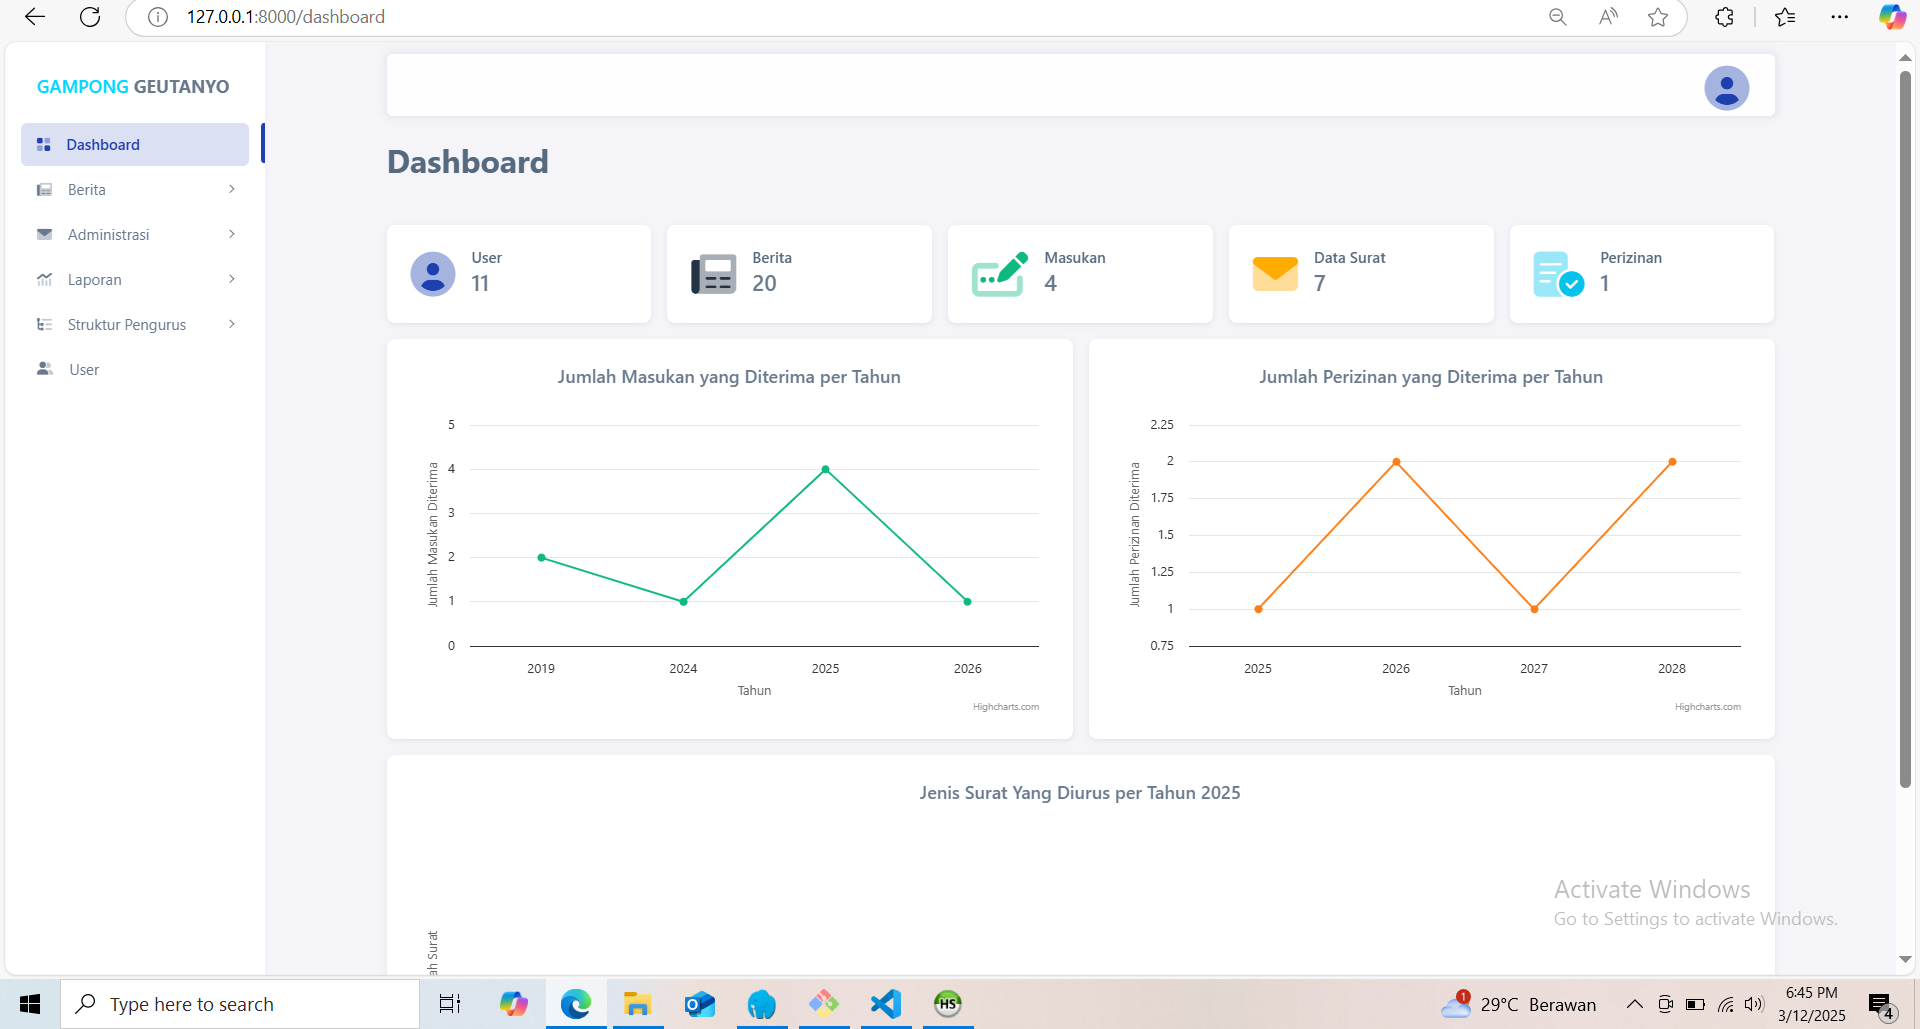 127.0.0.1:8000/dashboard
GAMPONG GEUTANYO
Dashboard
Berita
Administrasi
Laporan
Struktur Pengurus
User
Dashboard
User
11
Berita
20
Masukan
4
Data Surat
7
Perizinan
1
Jumlah Masukan yang Diterima per Tahun
Jumlah Masukan Diterima
5
4
3
2
1
0
2019 2024 2025 2026
Tahun
Highcharts.com
Jumlah Perizinan yang Diterima per Tahun
Jumlah Perizinan Diterima
2.25
2
1.75
1.5
1.25
1
0.75
2025 2026 2027 2028
Tahun
Highcharts.com
Jenis Surat Yang Diurus per Tahun 2025
ah Surat
Activate Windows
Go to Settings to activate Windows.
Type here to search
HS
1
29°C Berawan
6:45 PM
3/12/2025
4